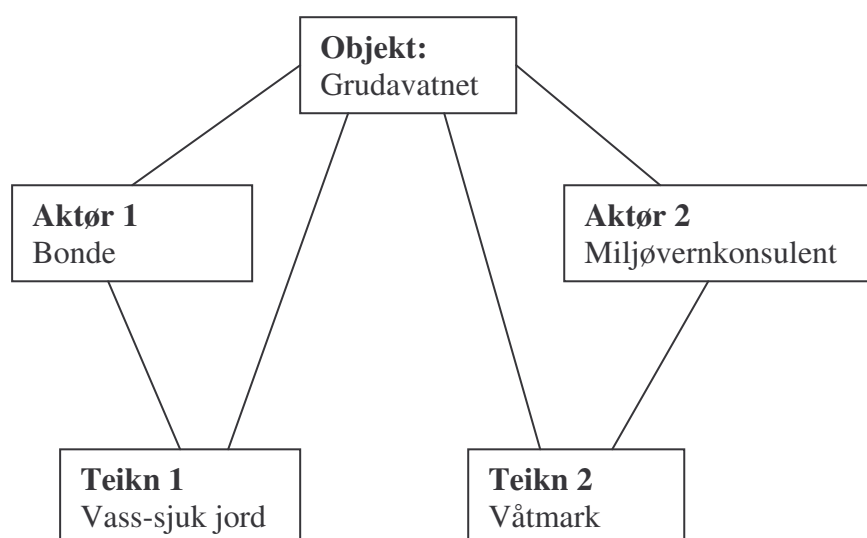 Objekt:
Grudavatnet
Aktør 1
Bonde
Aktør 2
Miljøvernkonsulent
Teikn 1
Vass-sjuk jord
Teikn 2
Våtmark